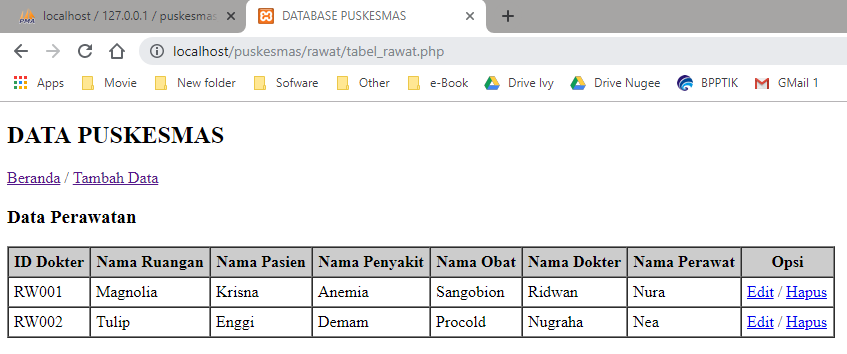 localhost / 127.0.0.1 / puskesmas
DATABASE PUSKESMAS
localhost/puskesmas/rawat/tabel_rawat.php
Apps Movie New folder Sofware Other e-Book Drive Ivy Drive Nugee BPPTIK GMail 1
DATA PUSKESMAS
Beranda / Tambah Data
Data Perawatan
ID Dokter Nama Ruangan Nama Pasien Nama Penyakit Nama Obat Nama Dokter Nama Perawat Opsi
RW001 Magnolia Krisna Anemia Sangobion Ridwan Nura Edit / Hapus
RW002 Tulip Enggi Demam Procold Nugraha Nea Edit / Hapus